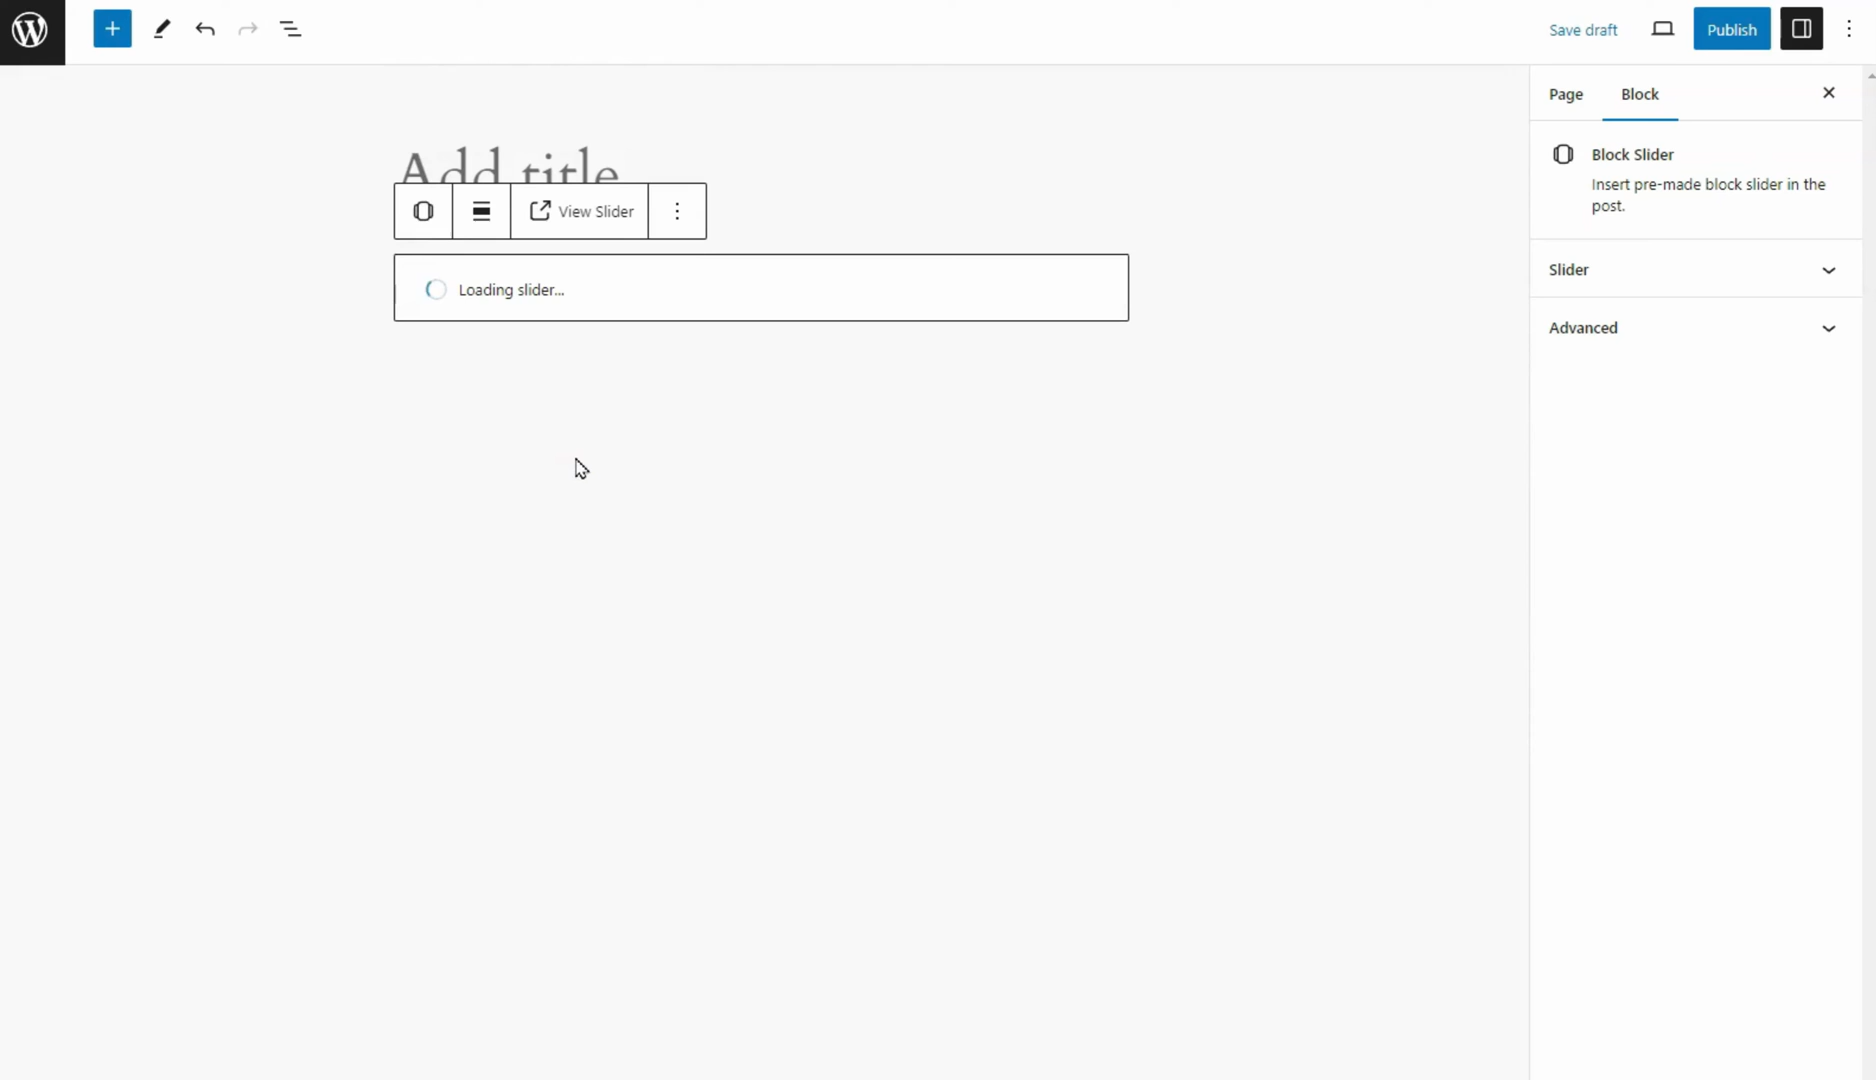 Save draft
Publish
Page
Block
Block Slider
Insert pre-made block slider in the
post.
Slider
Advanced
Add title
View Slider
Loading slider...